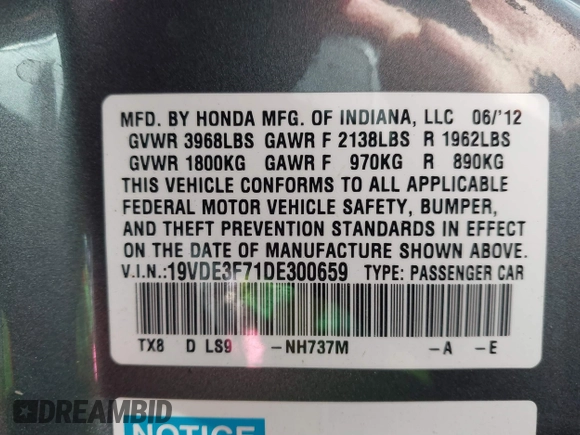 MFD. BY HONDA MFG. OF INDIANA, LLC 06/'12
GVWR 3968LBS GAWR F 2138LBS R 1962LBS
GVWR 1800KG GAWR F 970KG R 890KG
THIS VEHICLE CONFORMS TO ALL APPLICABLE
FEDERAL MOTOR VEHICLE SAFETY, BUMPER,
AND THEFT PREVENTION STANDARDS IN EFFECT
ON THE DATE OF MANUFACTURE SHOWN ABOVE.
V.I.N.:19VDE3F71DE300659 TYPE: PASSENGER CAR
TX8 D LS9 -NH737M -A -E
DREAMBID
NOTICE